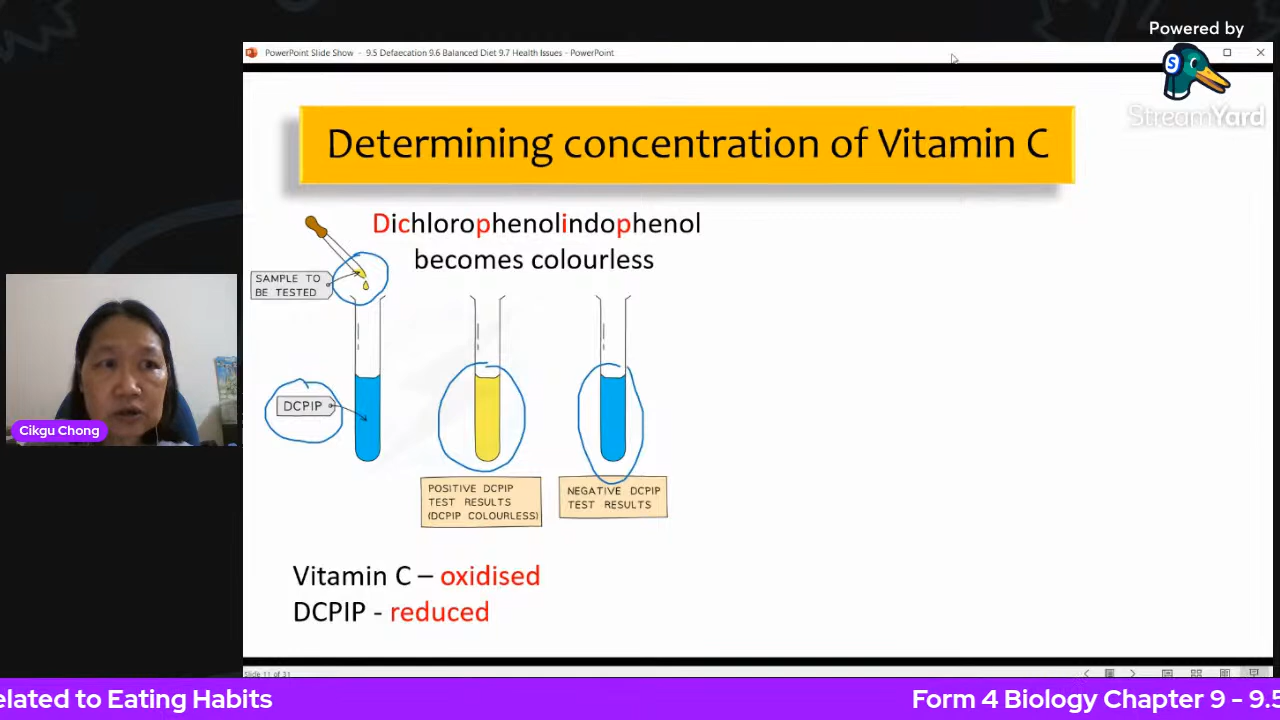 Powered by
StreamYard
PowerPoint Slide Show - 9.5 Defaecation 9.6 Balanced Diet 9.7 Health Issues - PowerPoint
Determining concentration of Vitamin C
Dichlorophenolindophenol
becomes colourless
SAMPLE TO
BE TESTED
DCPIP
POSITIVE DCPIP
TEST RESULTS
(DCPIP COLOURLESS)
NEGATIVE DCPIP
TEST RESULTS
Vitamin C – oxidised
DCPIP - reduced
Cikgu Chong
Slide 11 of 31
elated to Eating Habits
Form 4 Biology Chapter 9 - 9.5